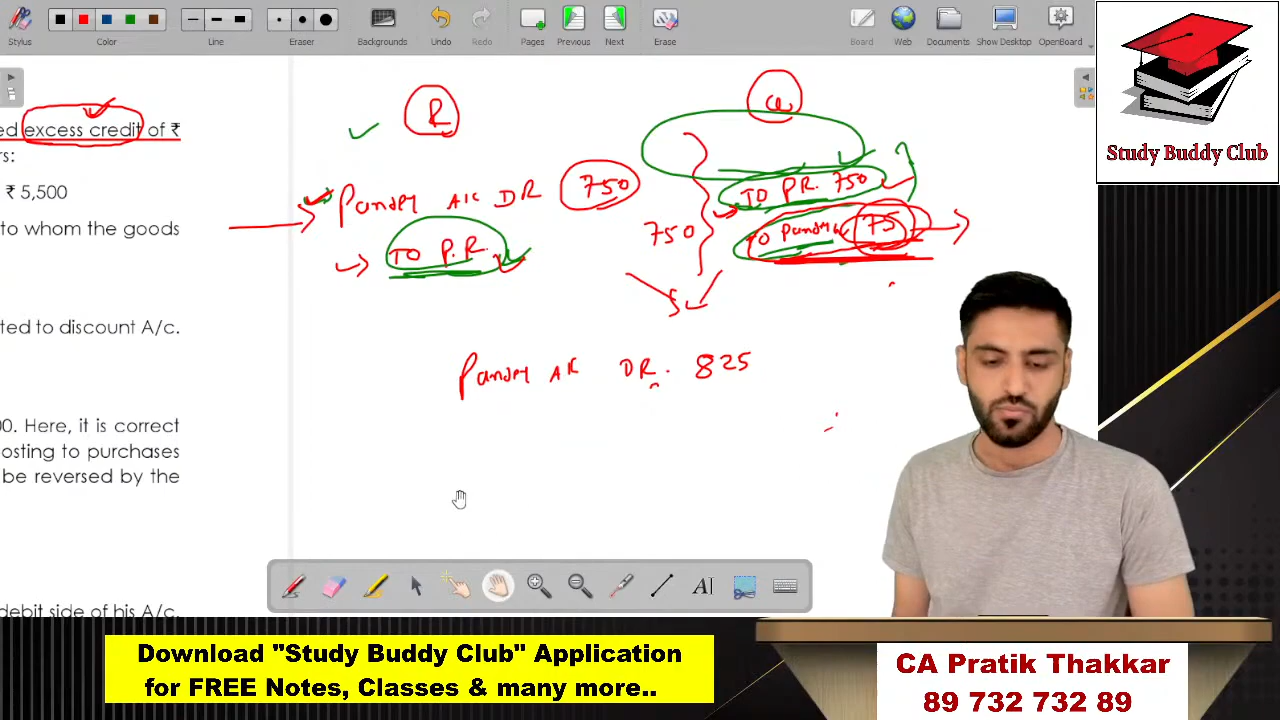 Stylus
Color
Line
Eraser
Backgrounds
Undo
Redo
Pages
Previous
Next
Erase
Board
Web
Documents
Show Desktop
OpenBoard
Study Buddy Club
ed excess credit of ₹
rs:
₹ 5,500
to whom the goods
ted to discount A/c.
00. Here, it is correct
osting to purchases
be reversed by the
debit side of his A/c.
R
Pandey A/C DR 750
TO P.R.
TO P.R. 750
750
TO Pandey 75
Pandey A/C DR. 825
Download "Study Buddy Club" Application
for FREE Notes, Classes & many more..
CA Pratik Thakkar
89 732 732 89